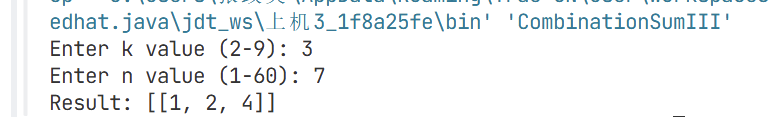 edhat.java\jdt_ws\上机3_1f8a25fe\bin' 'CombinationSumIII'
Enter k value (2-9): 3
Enter n value (1-60): 7
Result: [[1, 2, 4]]